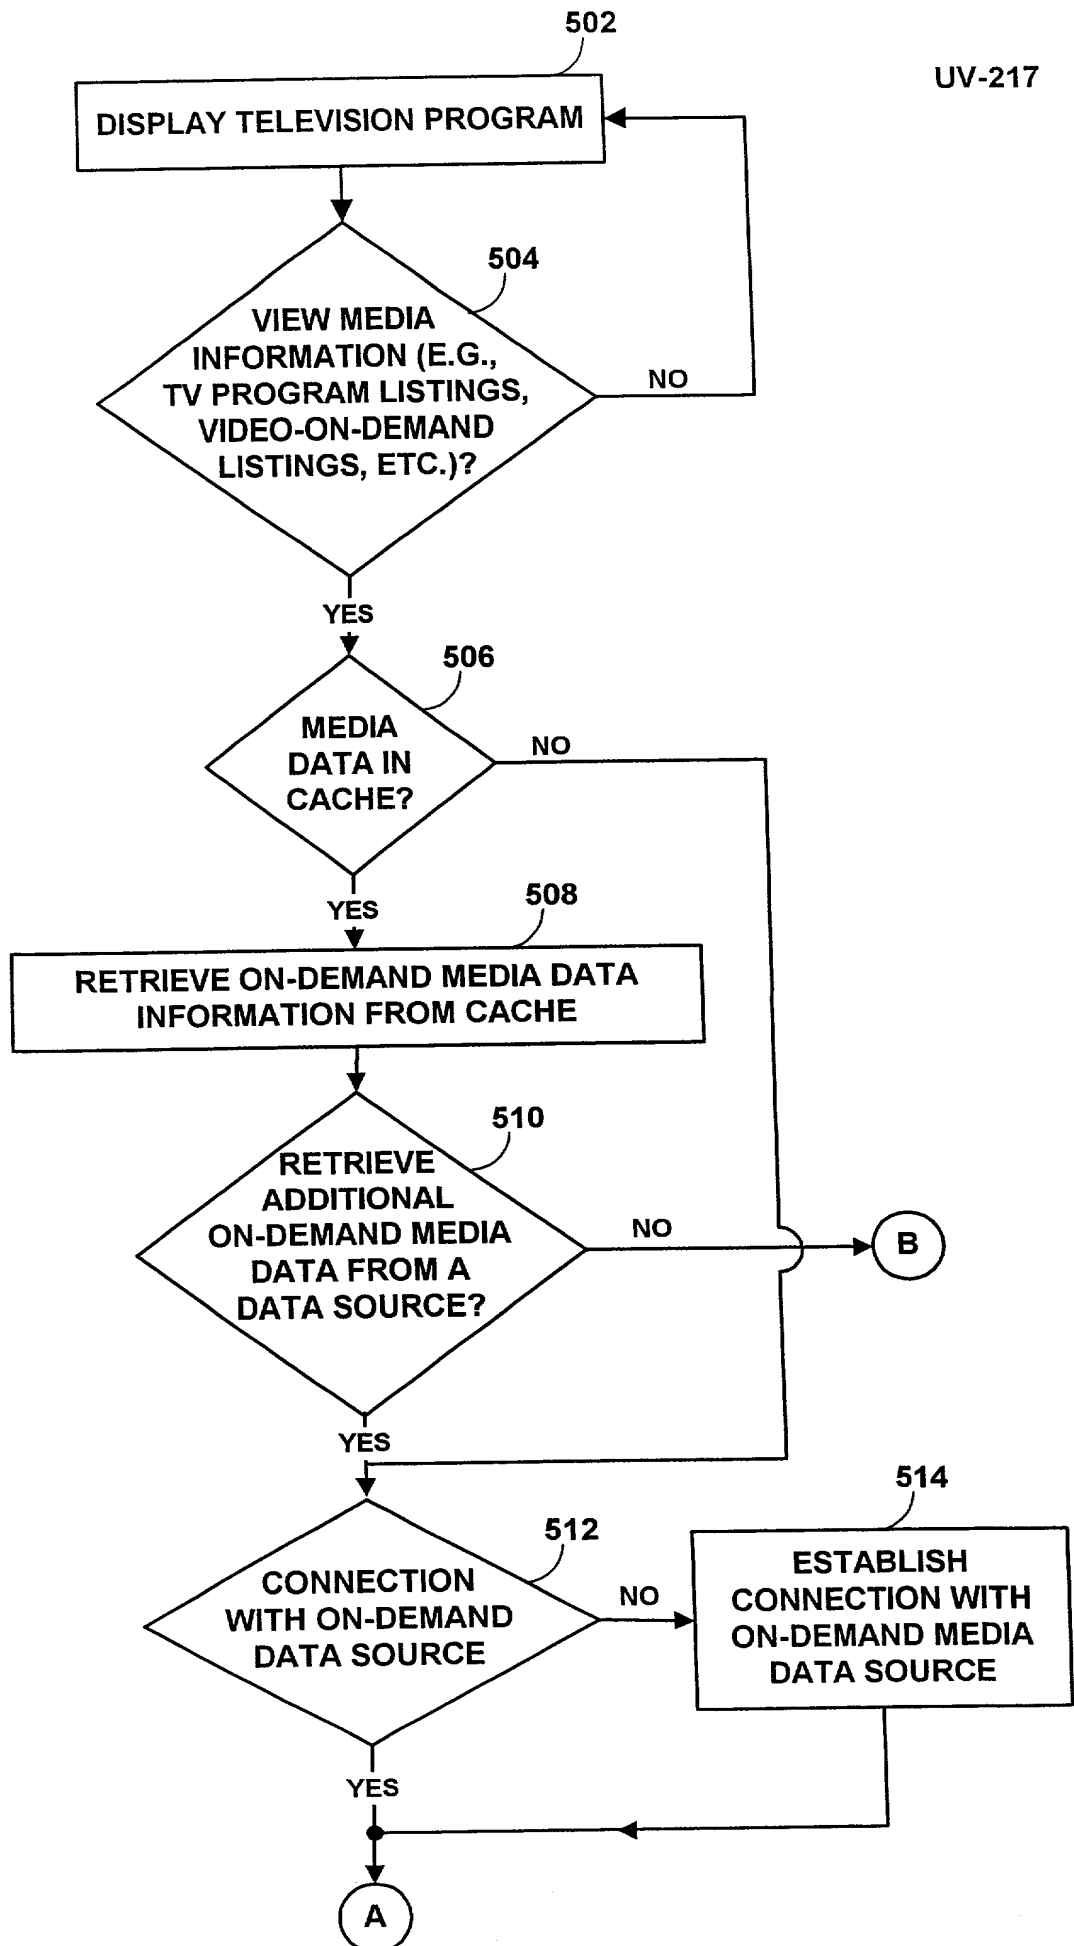 502
UV-217
DISPLAY TELEVISION PROGRAM
504
VIEW MEDIA
INFORMATION (E.G.,
TV PROGRAM LISTINGS,
VIDEO-ON-DEMAND
LISTINGS, ETC.)?
NO
YES
506
MEDIA
DATA IN
CACHE?
NO
YES
508
RETRIEVE ON-DEMAND MEDIA DATA
INFORMATION FROM CACHE
510
RETRIEVE
ADDITIONAL
ON-DEMAND MEDIA
DATA FROM A
DATA SOURCE?
NO
B
YES
512
CONNECTION
WITH ON-DEMAND
DATA SOURCE
NO
514
ESTABLISH
CONNECTION WITH
ON-DEMAND MEDIA
DATA SOURCE
YES
A